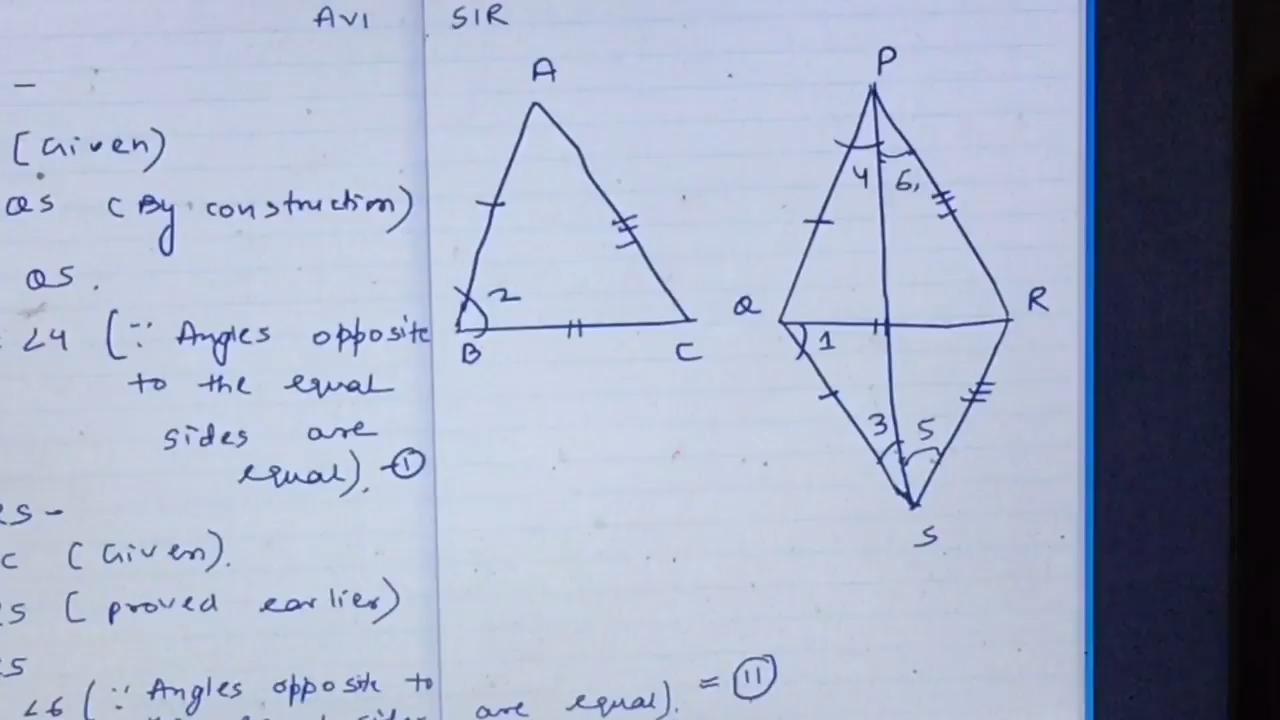 AVI SIR
(Given)
QS (By construction)
QS.
∠4 (∵ Angles opposite
to the equal
sides are
equal). - ①
(Given).
(proved earlier)
∠6 (∵ Angles opposite to
are equal). = ⑪
A
2
B
C
P
4
6
Q
R
1
3
5
S